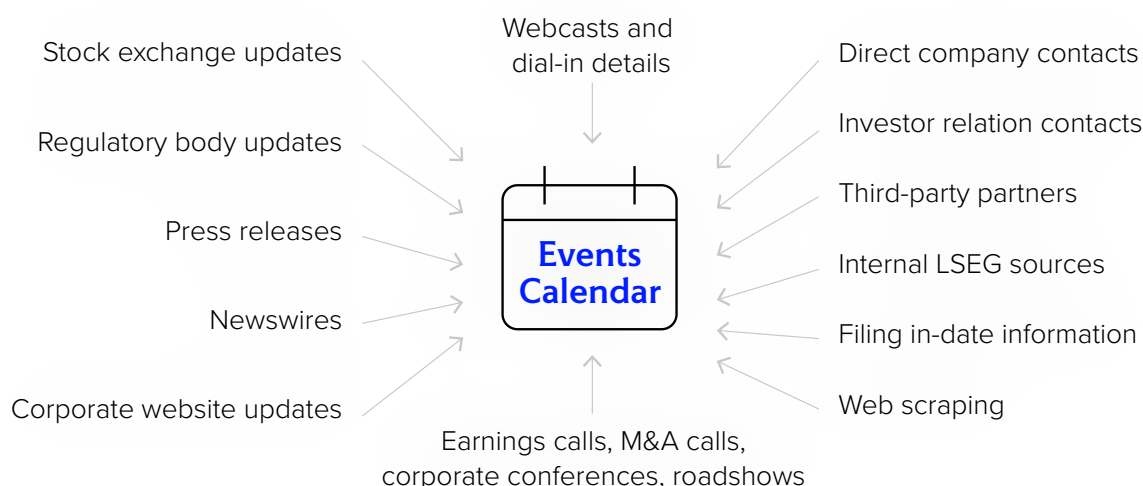 Stock exchange updates
Regulatory body updates
Press releases
Newswires
Corporate website updates
Webcasts and
dial-in details
Events
Calendar
Earnings calls, M&A calls,
corporate conferences, roadshows
Direct company contacts
Investor relation contacts
Third-party partners
Internal LSEG sources
Filing in-date information
Web scraping